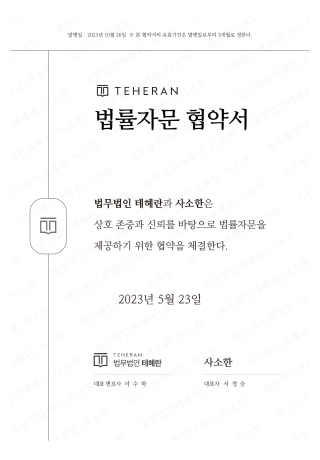 발행일 : 2023년 10월 26일 ※ 본 협약서의 유효기간은 발행일로부터 3개월로 정한다.
TEHERAN
법률자문 협약서
법무법인 테헤란과 사소한은
상호 존중과 신뢰를 바탕으로 법률자문을
제공하기 위한 협약을 체결한다.
2023년 5월 23일
TEHERAN
법무법인 테헤란
대표 변호사 이 수 학
사소한
대표자 서 정 승